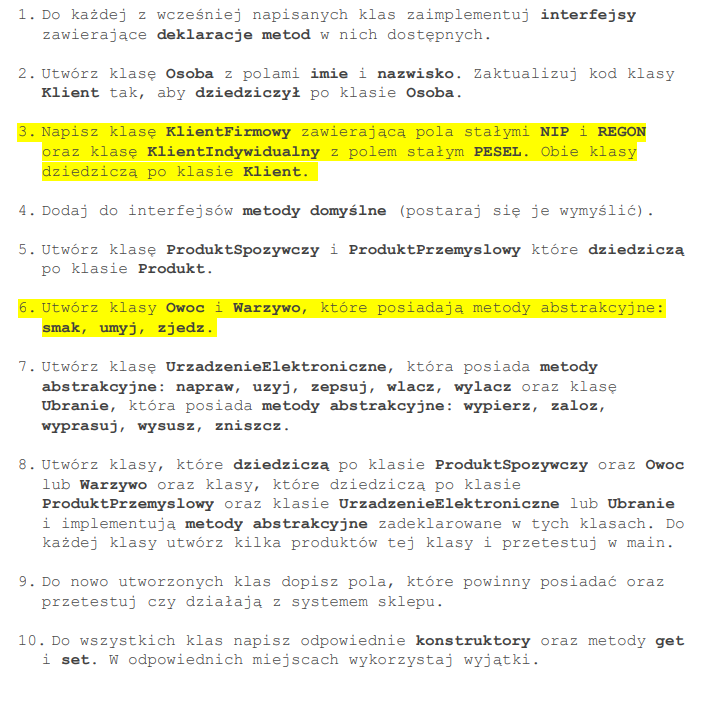 1. Do każdej z wcześniej napisanych klas zaimplementuj interfejsy
zawierające deklaracje metod w nich dostępnych.
2. Utwórz klasę Osoba z polami imie i nazwisko. Zaktualizuj kod klasy
Klient tak, aby dziedziczył po klasie Osoba.
3. Napisz klasę KlientFirmowy zawierającą pola stałymi NIP i REGON
oraz klasę KlientIndywidualny z polem stałym PESEL. Obie klasy
dziedziczą po klasie Klient.
4. Dodaj do interfejsów metody domyślne (postaraj się je wymyślić).
5. Utwórz klasę ProduktSpozywczy i ProduktPrzemyslowy które dziedziczą
po klasie Produkt.
6. Utwórz klasy Owoc i Warzywo, które posiadają metody abstrakcyjne:
smak, umyj, zjedz.
7. Utwórz klasę UrzadzenieElektroniczne, która posiada metody
abstrakcyjne: napraw, uzyj, zepsuj, wlacz, wylacz oraz klasę
Ubranie, która posiada metody abstrakcyjne: wypierz, zaloz,
wyprasuj, wysusz, zniszcz.
8. Utwórz klasy, które dziedziczą po klasie ProduktSpozywczy oraz Owoc
lub Warzywo oraz klasy, które dziedziczą po klasie
ProduktPrzemyslowy oraz klasie UrzadzenieElektroniczne lub Ubranie
i implementują metody abstrakcyjne zadeklarowane w tych klasach. Do
każdej klasy utwórz kilka produktów tej klasy i przetestuj w main.
9. Do nowo utworzonych klas dopisz pola, które powinny posiadać oraz
przetestuj czy działają z systemem sklepu.
10. Do wszystkich klas napisz odpowiednie konstruktory oraz metody get
i set. W odpowiednich miejscach wykorzystaj wyjątki.